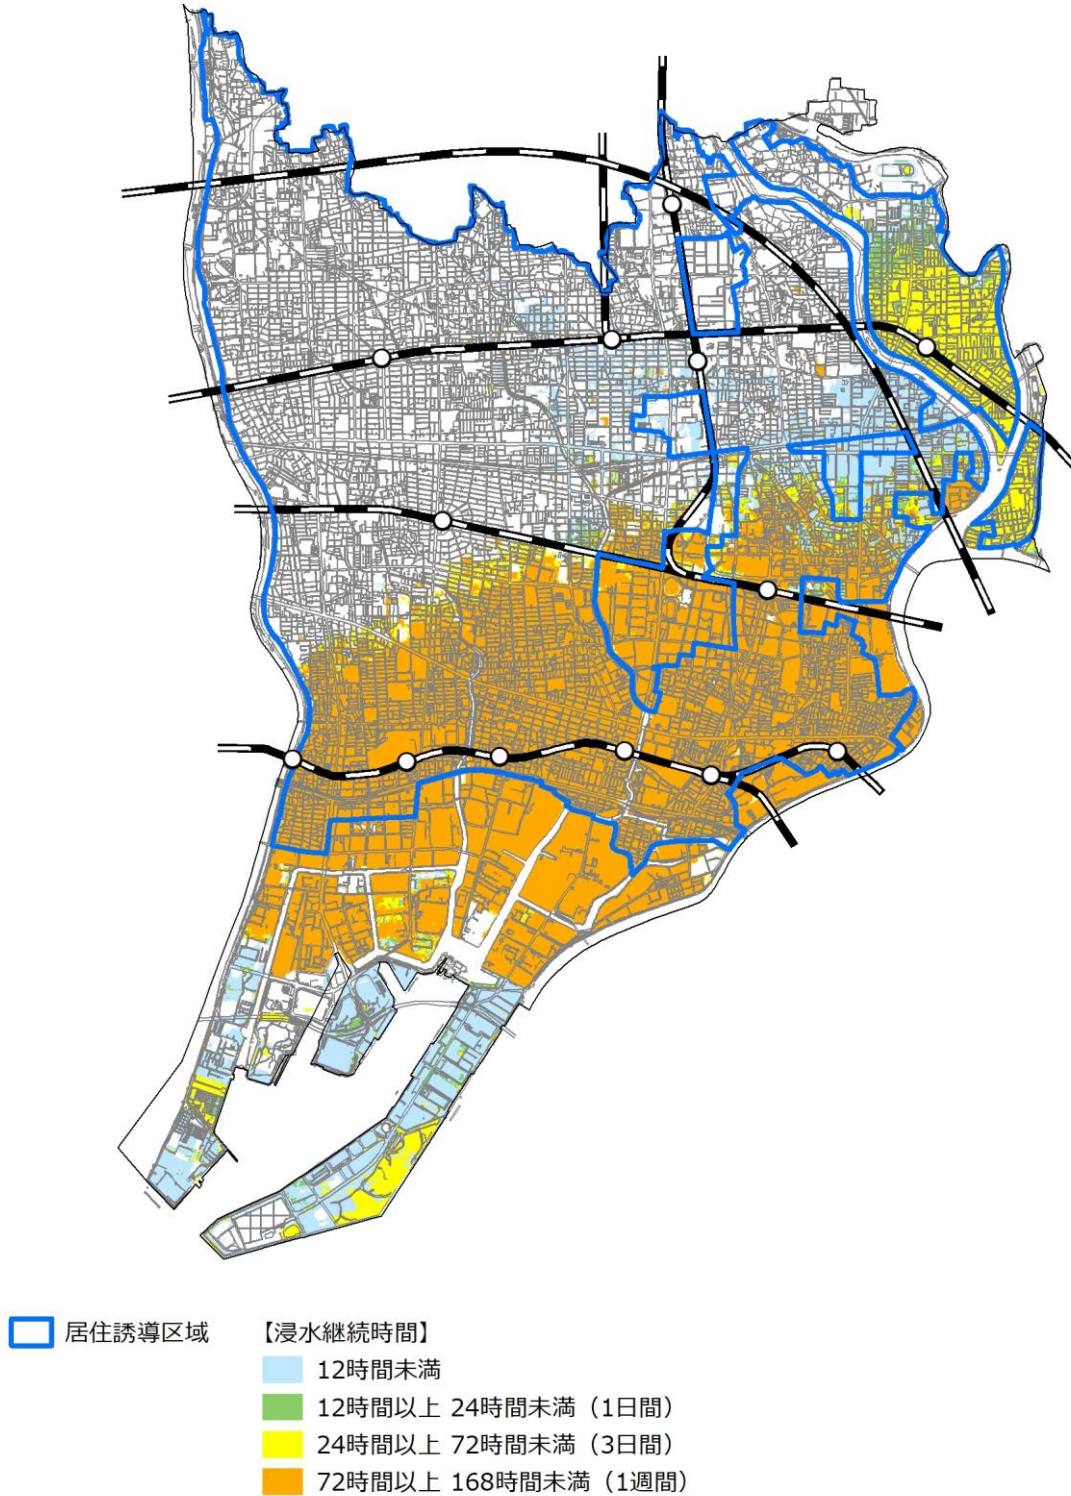 居住誘導区域
【浸水継続時間】
12時間未満
12時間以上 24時間未満（1日間）
24時間以上 72時間未満（3日間）
72時間以上 168時間未満（1週間）